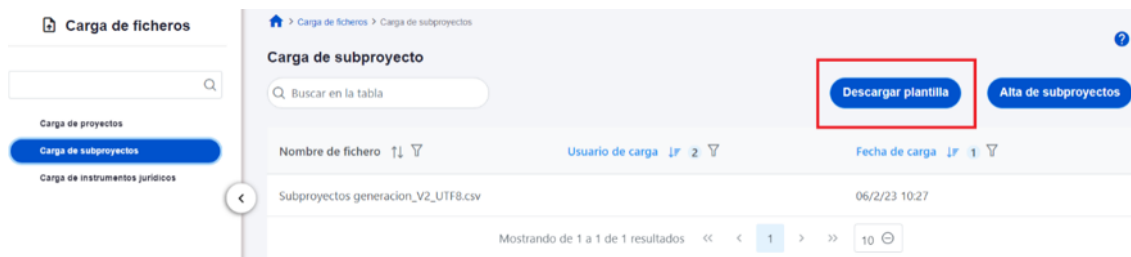 Carga de ficheros
Carga de proyectos
Carga de subproyectos
Carga de instrumentos jurídicos
> Carga de ficheros > Carga de subproyectos
?
Carga de subproyecto
Buscar en la tabla
Descargar plantilla
Alta de subproyectos
Nombre de fichero Usuario de carga 2 Fecha de carga 1
Subproyectos generacion_V2_UTF8.csv 06/2/23 10:27
Mostrando de 1 a 1 de 1 resultados << < 1 > >> 10